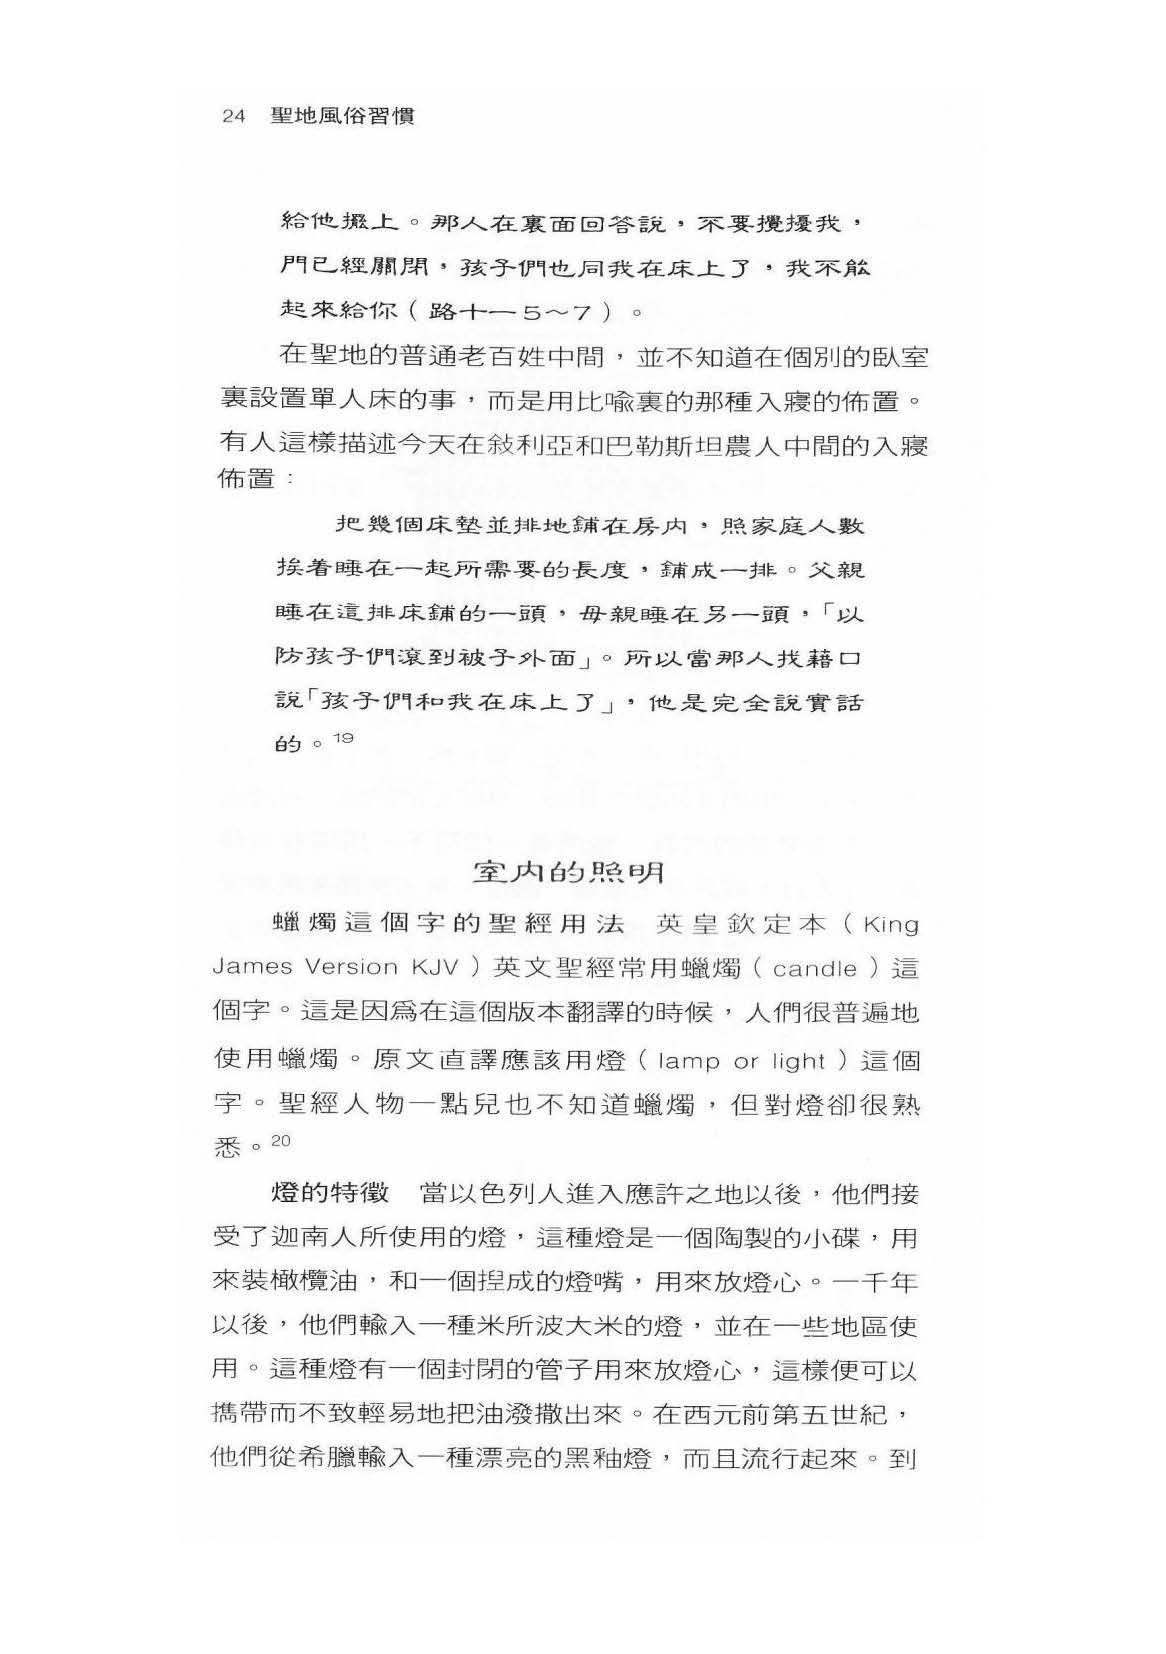 24 聖地風俗習慣
給他擺上。那人在裏面回答說，不要攪擾我，
門已經關閉，孩子們也同我在床上了，我不能
起來給你（路十一5～7）。
在聖地的普通老百姓中間，並不知道在個別的臥室
裏設置單人床的事，而是用比喻裏的那種入寢的佈置。
有人這樣描述今天在敍利亞和巴勒斯坦農人中間的入寢
佈置：
把幾個床墊並排地鋪在房內，照家庭人數
挨着睡在一起所需要的長度，鋪成一排。父親
睡在這排床鋪的一頭，母親睡在另一頭，「以
防孩子們滾到被子外面」。所以當那人找藉口
說「孩子們和我在床上了」，他是完全說實話
的。19
室內的照明
蠟燭這個字的聖經用法 英皇欽定本（King
James Version KJV）英文聖經常用蠟燭（candle）這
個字。這是因爲在這個版本翻譯的時候，人們很普遍地
使用蠟燭。原文直譯應該用燈（lamp or light）這個
字。聖經人物一點兒也不知道蠟燭，但對燈卻很熟
悉。20
燈的特徵 當以色列人進入應許之地以後，他們接
受了迦南人所使用的燈，這種燈是一個陶製的小碟，用
來裝橄欖油，和一個捏成的燈嘴，用來放燈心。一千年
以後，他們輸入一種米所波大米的燈，並在一些地區使
用。這種燈有一個封閉的管子用來放燈心，這樣便可以
携帶而不致輕易地把油潑撒出來。在西元前第五世紀，
他們從希臘輸入一種漂亮的黑釉燈，而且流行起來。到